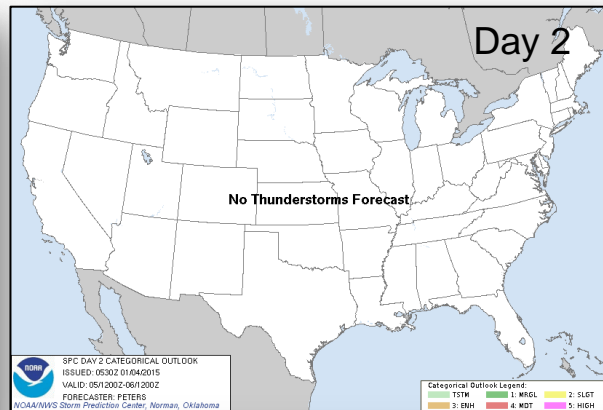 Day 2
No Thunderstorms Forecast
NOAA
SPC DAY 2 CATEGORICAL OUTLOOK
ISSUED: 0530Z 01/04/2015
VALID: 05/1200Z-06/1200Z
FORECASTER: PETERS
NOAA/NWS Storm Prediction Center, Norman, Oklahoma
Categorical Outlook Legend:
TSTM 1: MRGL 2: SLGT
3: ENH 4: MDT 5: HIGH